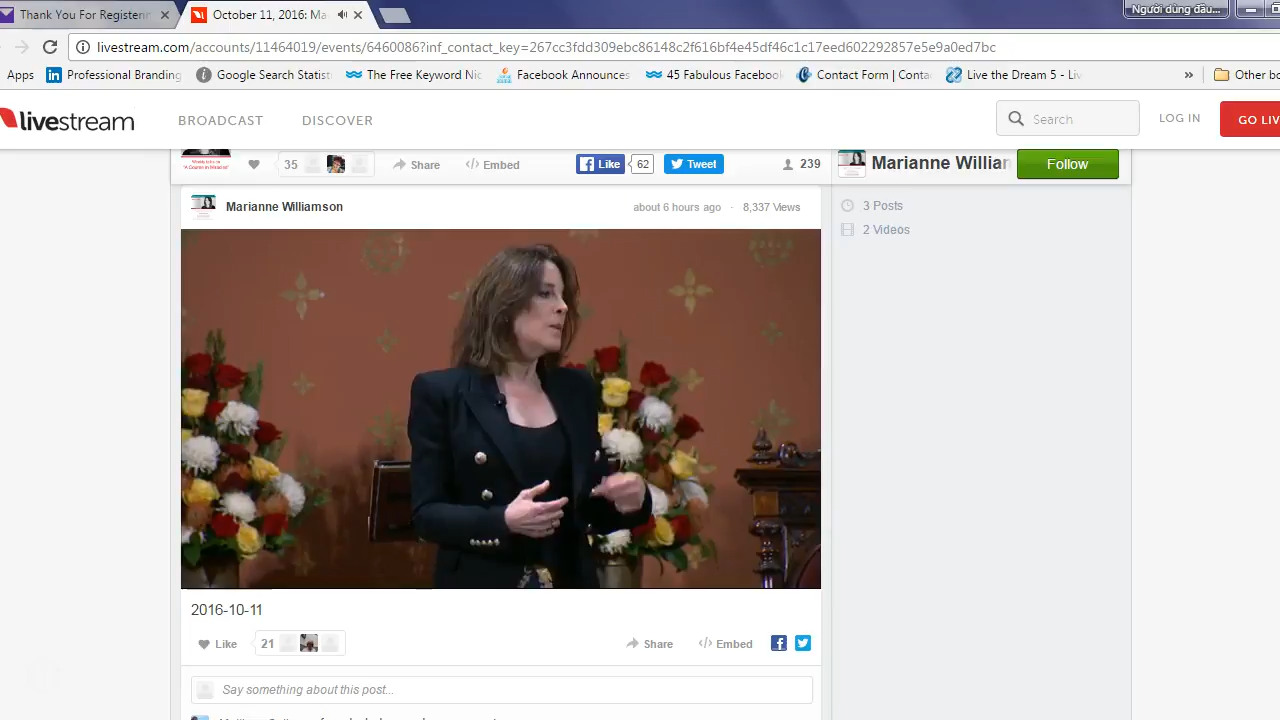 Thank You For Registerin
October 11, 2016: Ma
Người dùng đầu...
livestream.com/accounts/11464019/events/6460086?inf_contact_key=267cc3fdd309ebc86148c2f616bf4e45df46c1c17eed602292857e5e9a0ed7bc
Apps Professional Branding Google Search Statist The Free Keyword Nic Facebook Announces 45 Fabulous Facebook Contact Form | Conta Live the Dream 5 - Liv » Other bo
livestream BROADCAST DISCOVER Search LOG IN GO LIV
35 Share Embed Like 62 Tweet 239 Marianne Willian Follow
Marianne Williamson about 6 hours ago · 8,337 Views
3 Posts
2 Videos
2016-10-11
Like 21 Share Embed
Say something about this post...